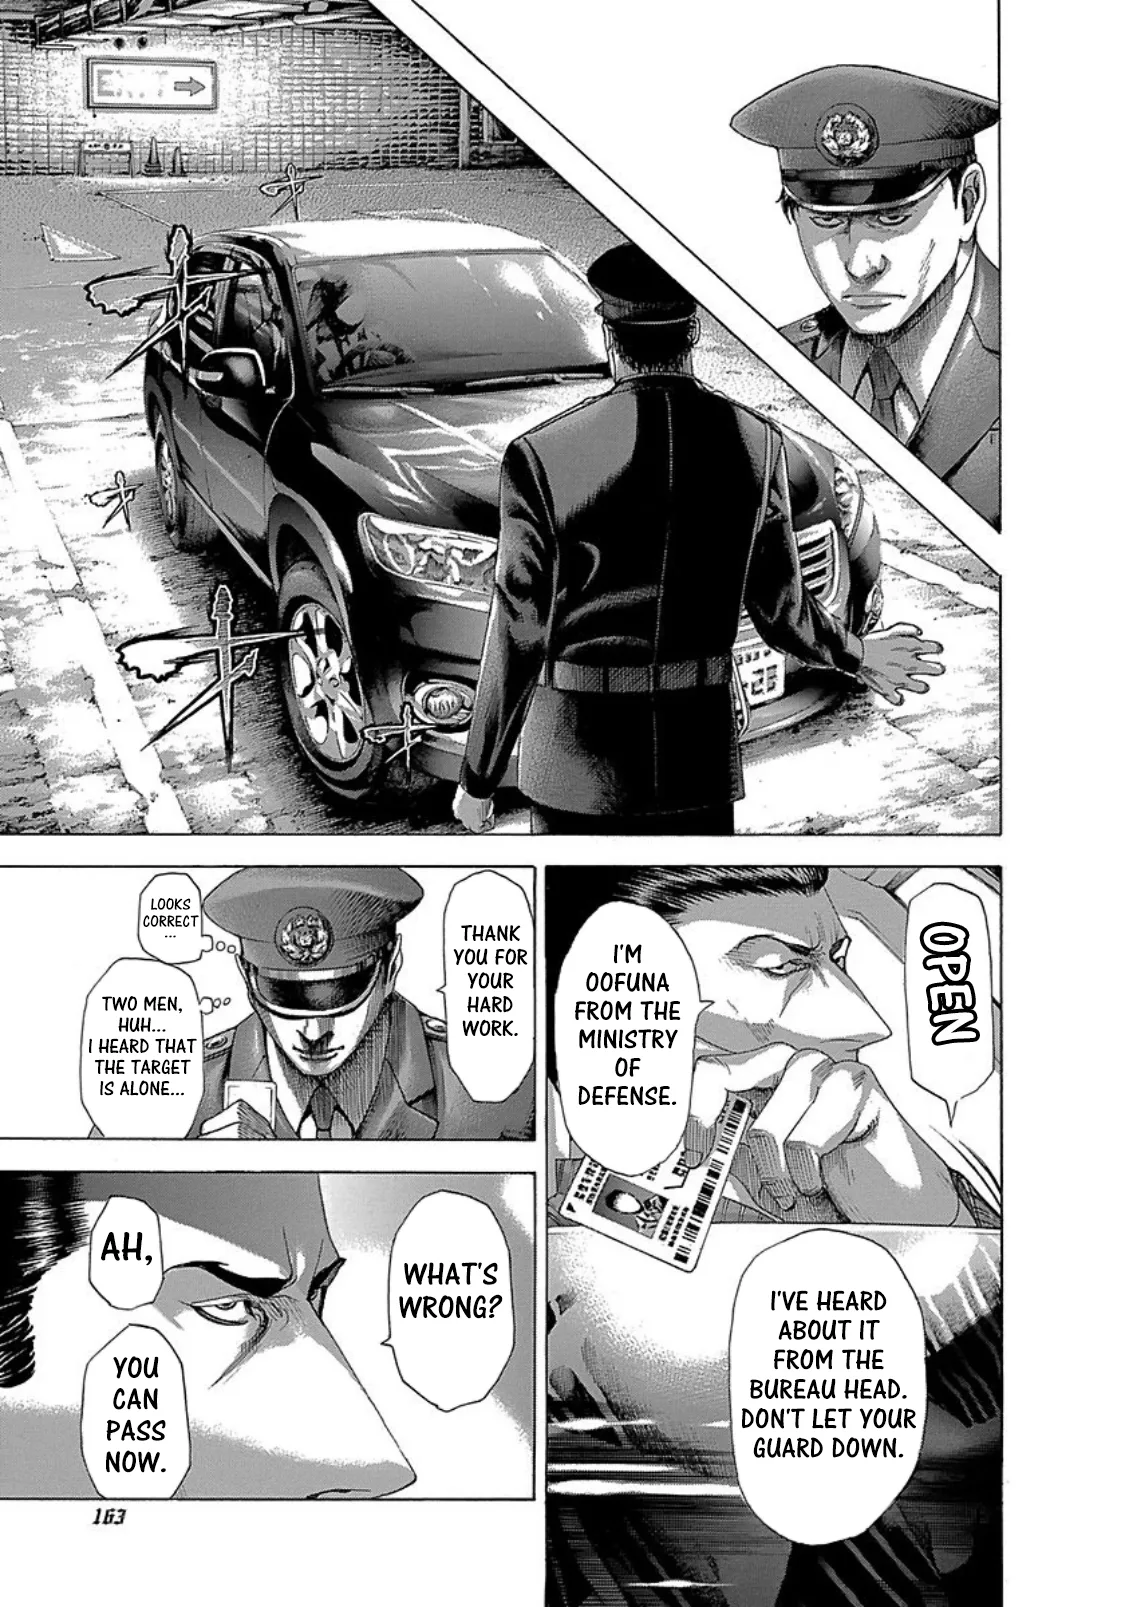 EXIT
OPEN
I'M
OOFUNA
FROM THE
MINISTRY
OF
DEFENSE.
I'VE HEARD
ABOUT IT
FROM THE
BUREAU HEAD.
DON'T LET YOUR
GUARD DOWN.
THANK
YOU FOR
YOUR
HARD
WORK.
LOOKS
CORRECT
...
TWO MEN,
HUH...
I HEARD THAT
THE TARGET
IS ALONE...
WHAT'S
WRONG?
AH,
YOU
CAN
PASS
NOW.
163